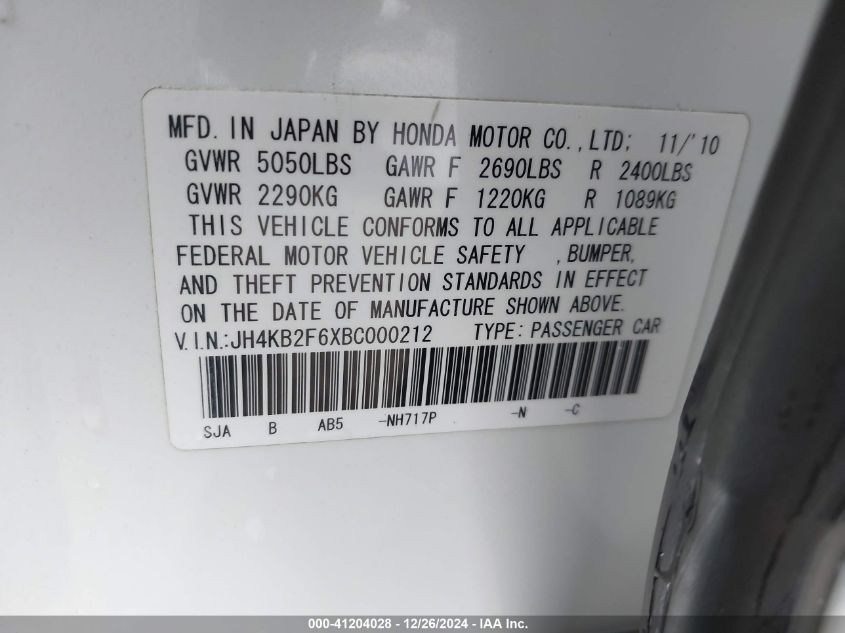 MFD. IN JAPAN BY HONDA MOTOR CO.,LTD; 11/'10
GVWR 5050LBS GAWR F 2690LBS R 2400LBS
GVWR 2290KG GAWR F 1220KG R 1089KG
THIS VEHICLE CONFORMS TO ALL APPLICABLE
FEDERAL MOTOR VEHICLE SAFETY , BUMPER,
AND THEFT PREVENTION STANDARDS IN EFFECT
ON THE DATE OF MANUFACTURE SHOWN ABOVE.
V.I.N.:JH4KB2F6XBC000212 TYPE: PASSENGER CAR
SJA B AB5 -NH717P -N -C
000-41204028 - 12/26/2024 - IAA Inc.